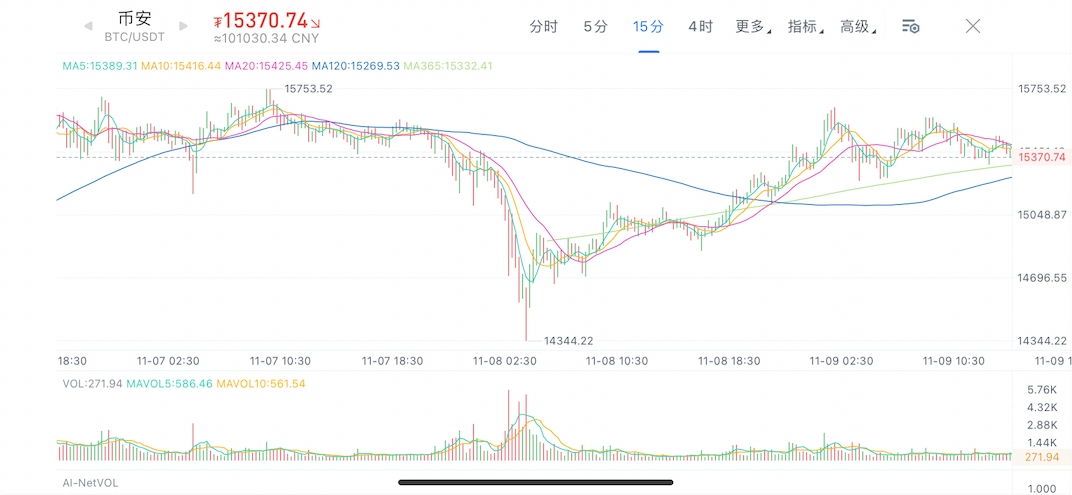 币安 ₮15370.74↘ 分时 5分 15分 4时 更多 指标 高级
BTC/USDT ≈101030.34 CNY
MA5:15389.31 MA10:15416.44 MA20:15425.45 MA120:15269.53 MA365:15332.41
15753.52 15753.52
15370.74
15048.87
14696.55
14344.22 14344.22
18:30 11-07 02:30 11-07 10:30 11-07 18:30 11-08 02:30 11-08 10:30 11-08 18:30 11-09 02:30 11-09 10:30 11-09 1
VOL:271.94 MAVOL5:586.46 MAVOL10:561.54
5.76K
4.32K
2.88K
1.44K
271.94
AI-NetVOL
1.000